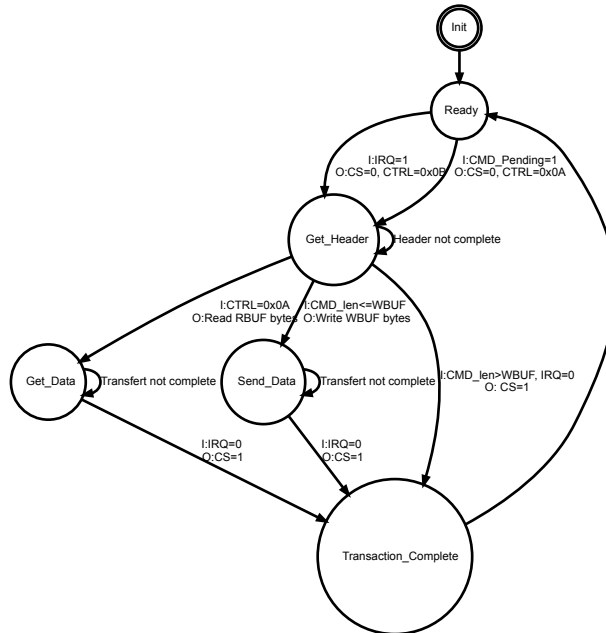 Init
Ready
I:IRQ=1
O:CS=0, CTRL=0x0B
I:CMD_Pending=1
O:CS=0, CTRL=0x0A
Get_Header
Header not complete
I:CTRL=0x0A
O:Read RBUF bytes
I:CMD_len<=WBUF
O:Write WBUF bytes
I:CMD_len>WBUF, IRQ=0
O: CS=1
Get_Data
Transfert not complete
Send_Data
Transfert not complete
I:IRQ=0
O:CS=1
I:IRQ=0
O:CS=1
Transaction_Complete